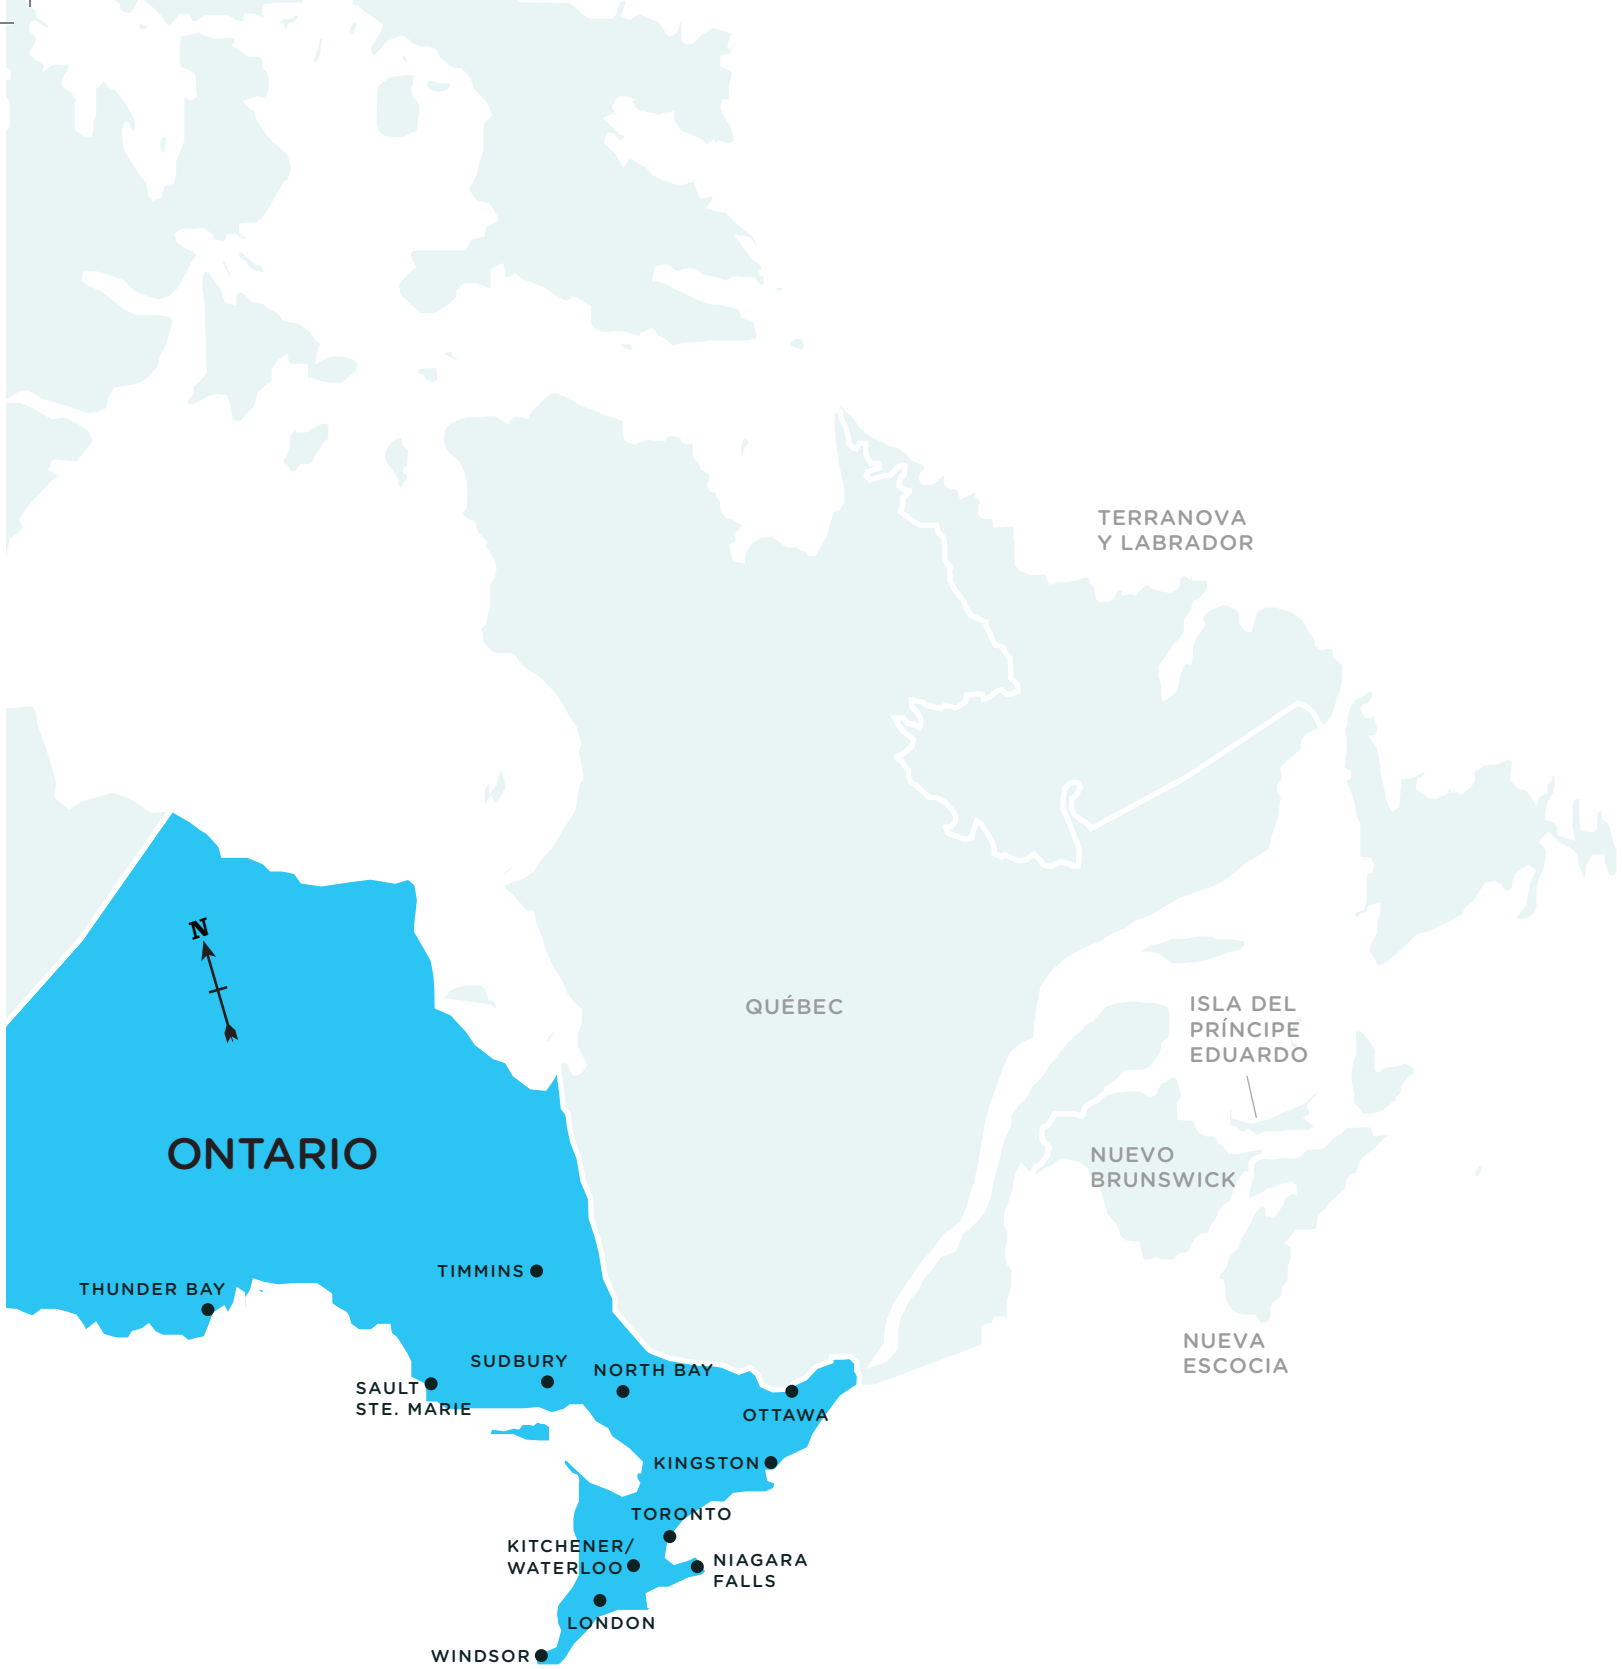 TERRANOVA
Y LABRADOR
N
ISLA DEL
PRÍNCIPE
EDUARDO
QUÉBEC
ONTARIO
NUEVO
BRUNSWICK
TIMMINS
THUNDER BAY
NUEVA
ESCOCIA
SUDBURY
NORTH BAY
SAULT
STE. MARIE
OTTAWA
KINGSTON
TORONTO
KITCHENER/
WATERLOO
NIAGARA
FALLS
LONDON
WINDSOR